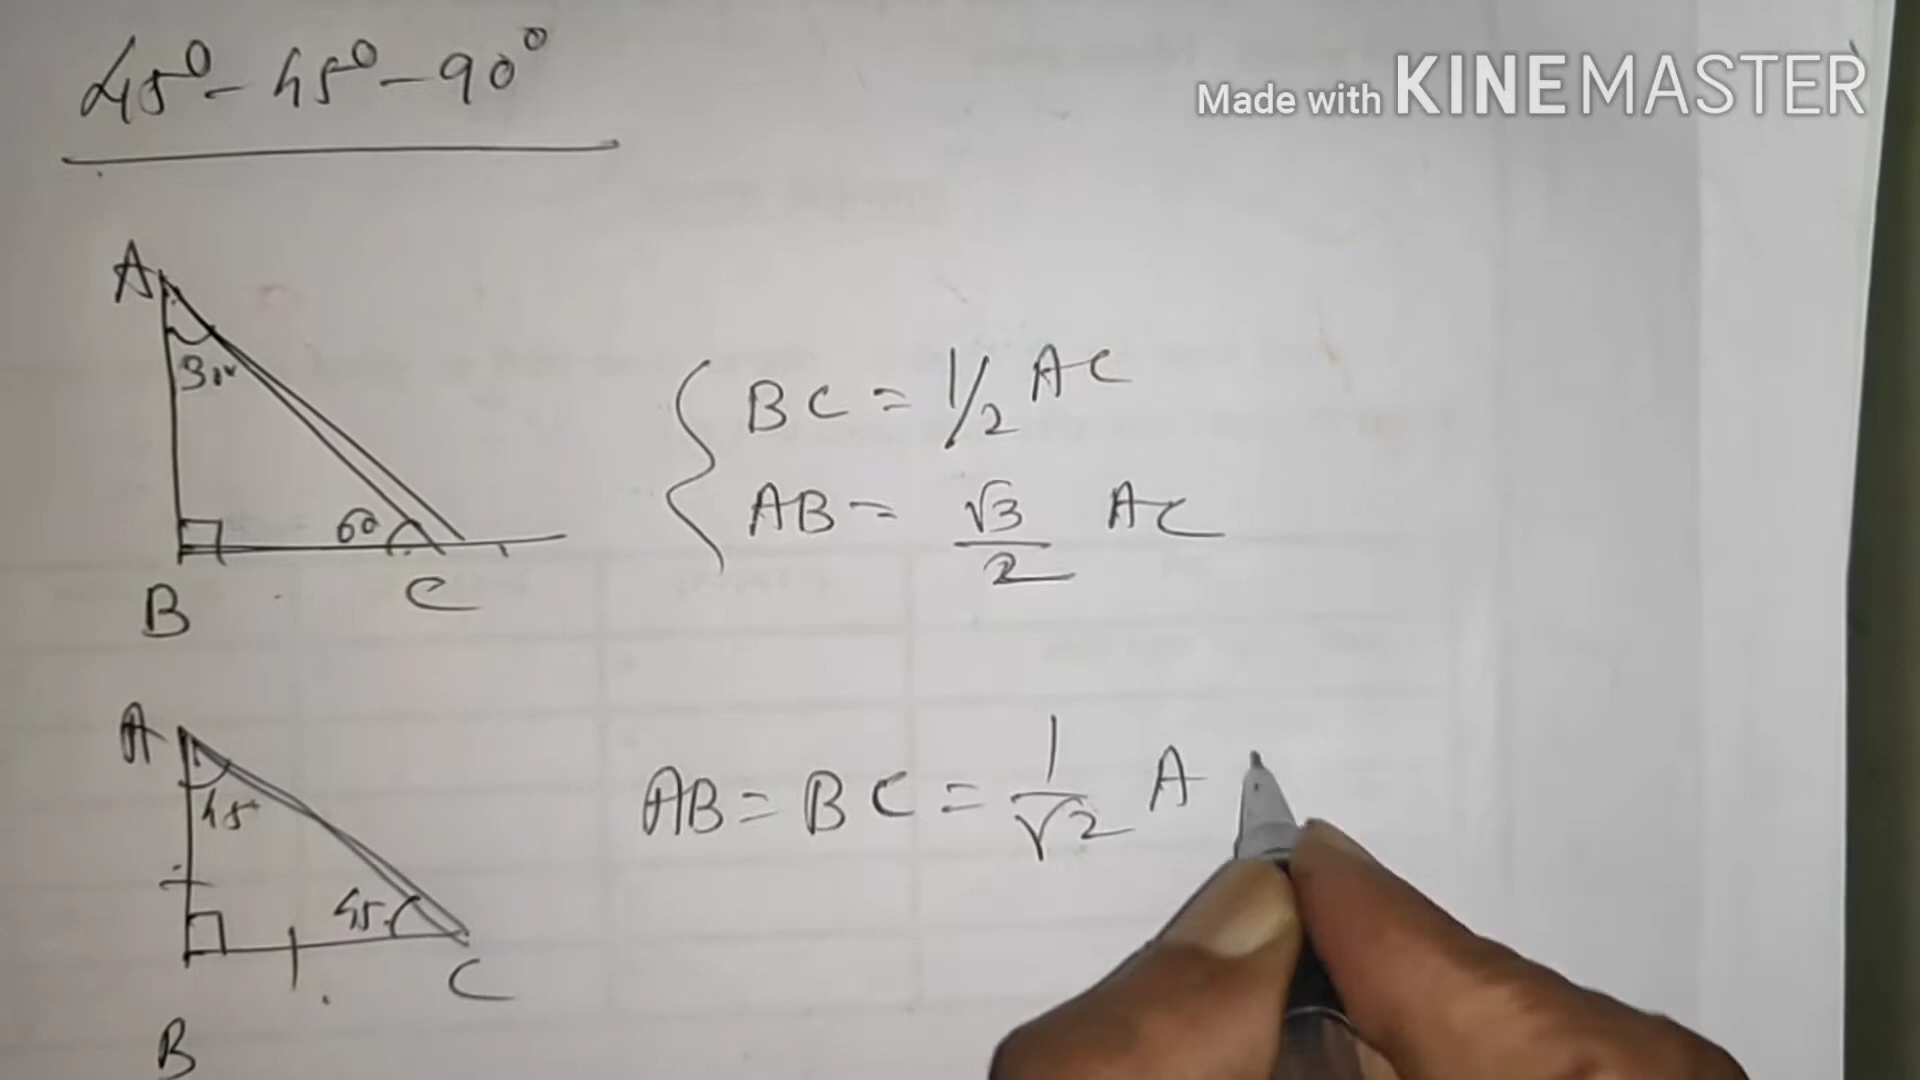 45° - 45° - 90°
Made with KINEMASTER
A
30°
60
B
C
BC = 1/2 AC
AB = √3/2 AC
A
45
45
C
B
AB = BC = 1/√2 A